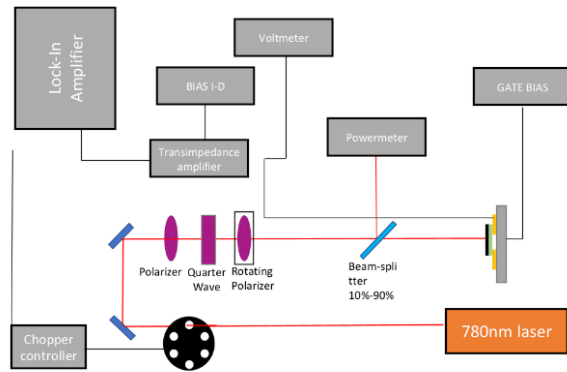 Voltmeter
Lock-In
Amplifier
BIAS I-D
GATE BIAS
Transimpedance
amplifier
Powermeter
Polarizer
Quarter
Wave
Rotating
Polarizer
Beam-spli
tter
10%-90%
Chopper
controller
780nm laser